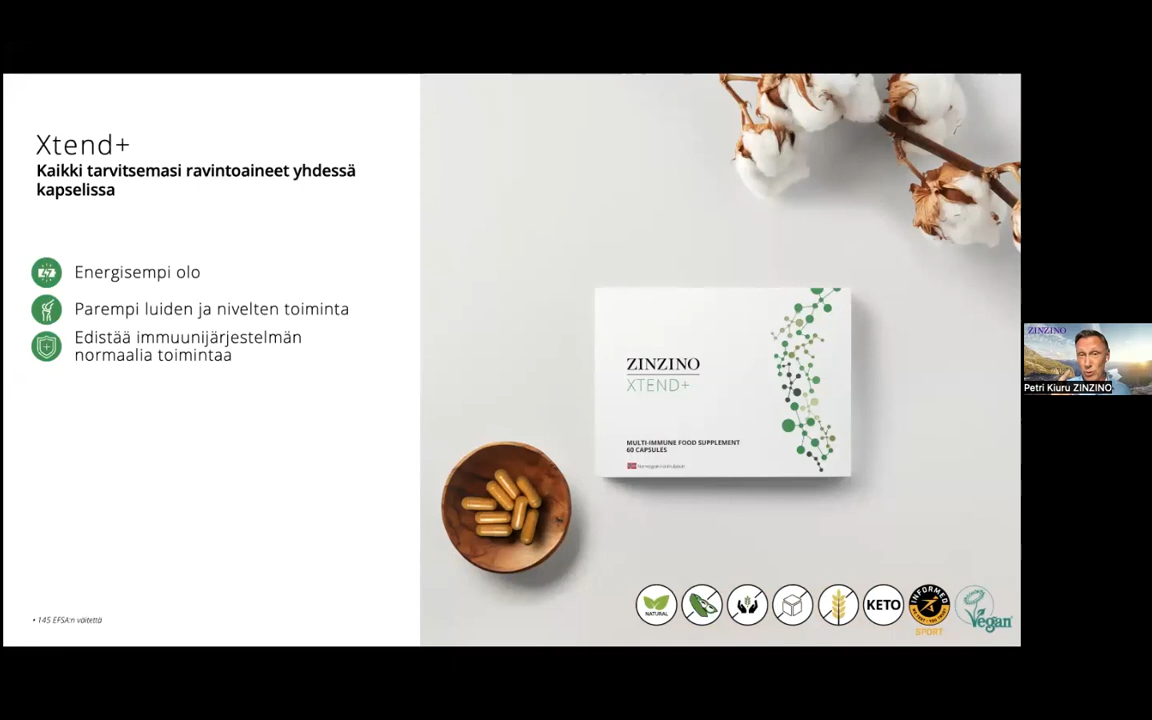 Xtend+
Kaikki tarvitsemasi ravintoaineet yhdessä
kapselissa
Energisempi olo
Parempi luiden ja nivelten toiminta
Edistää immuunijärjestelmän
normaalia toimintaa
• 145 EFSA:n väitettä
ZINZINO
XTEND+
MULTI-IMMUNE FOOD SUPPLEMENT
60 CAPSULES
NATURAL
KETO
INFORMED
SPORT
Vegan
ZINZINO
Petri Kiuru ZINZINO